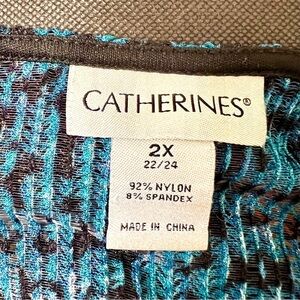 CATHERINES®
2X
22/24
92% NYLON
8% SPANDEX
MADE IN CHINA